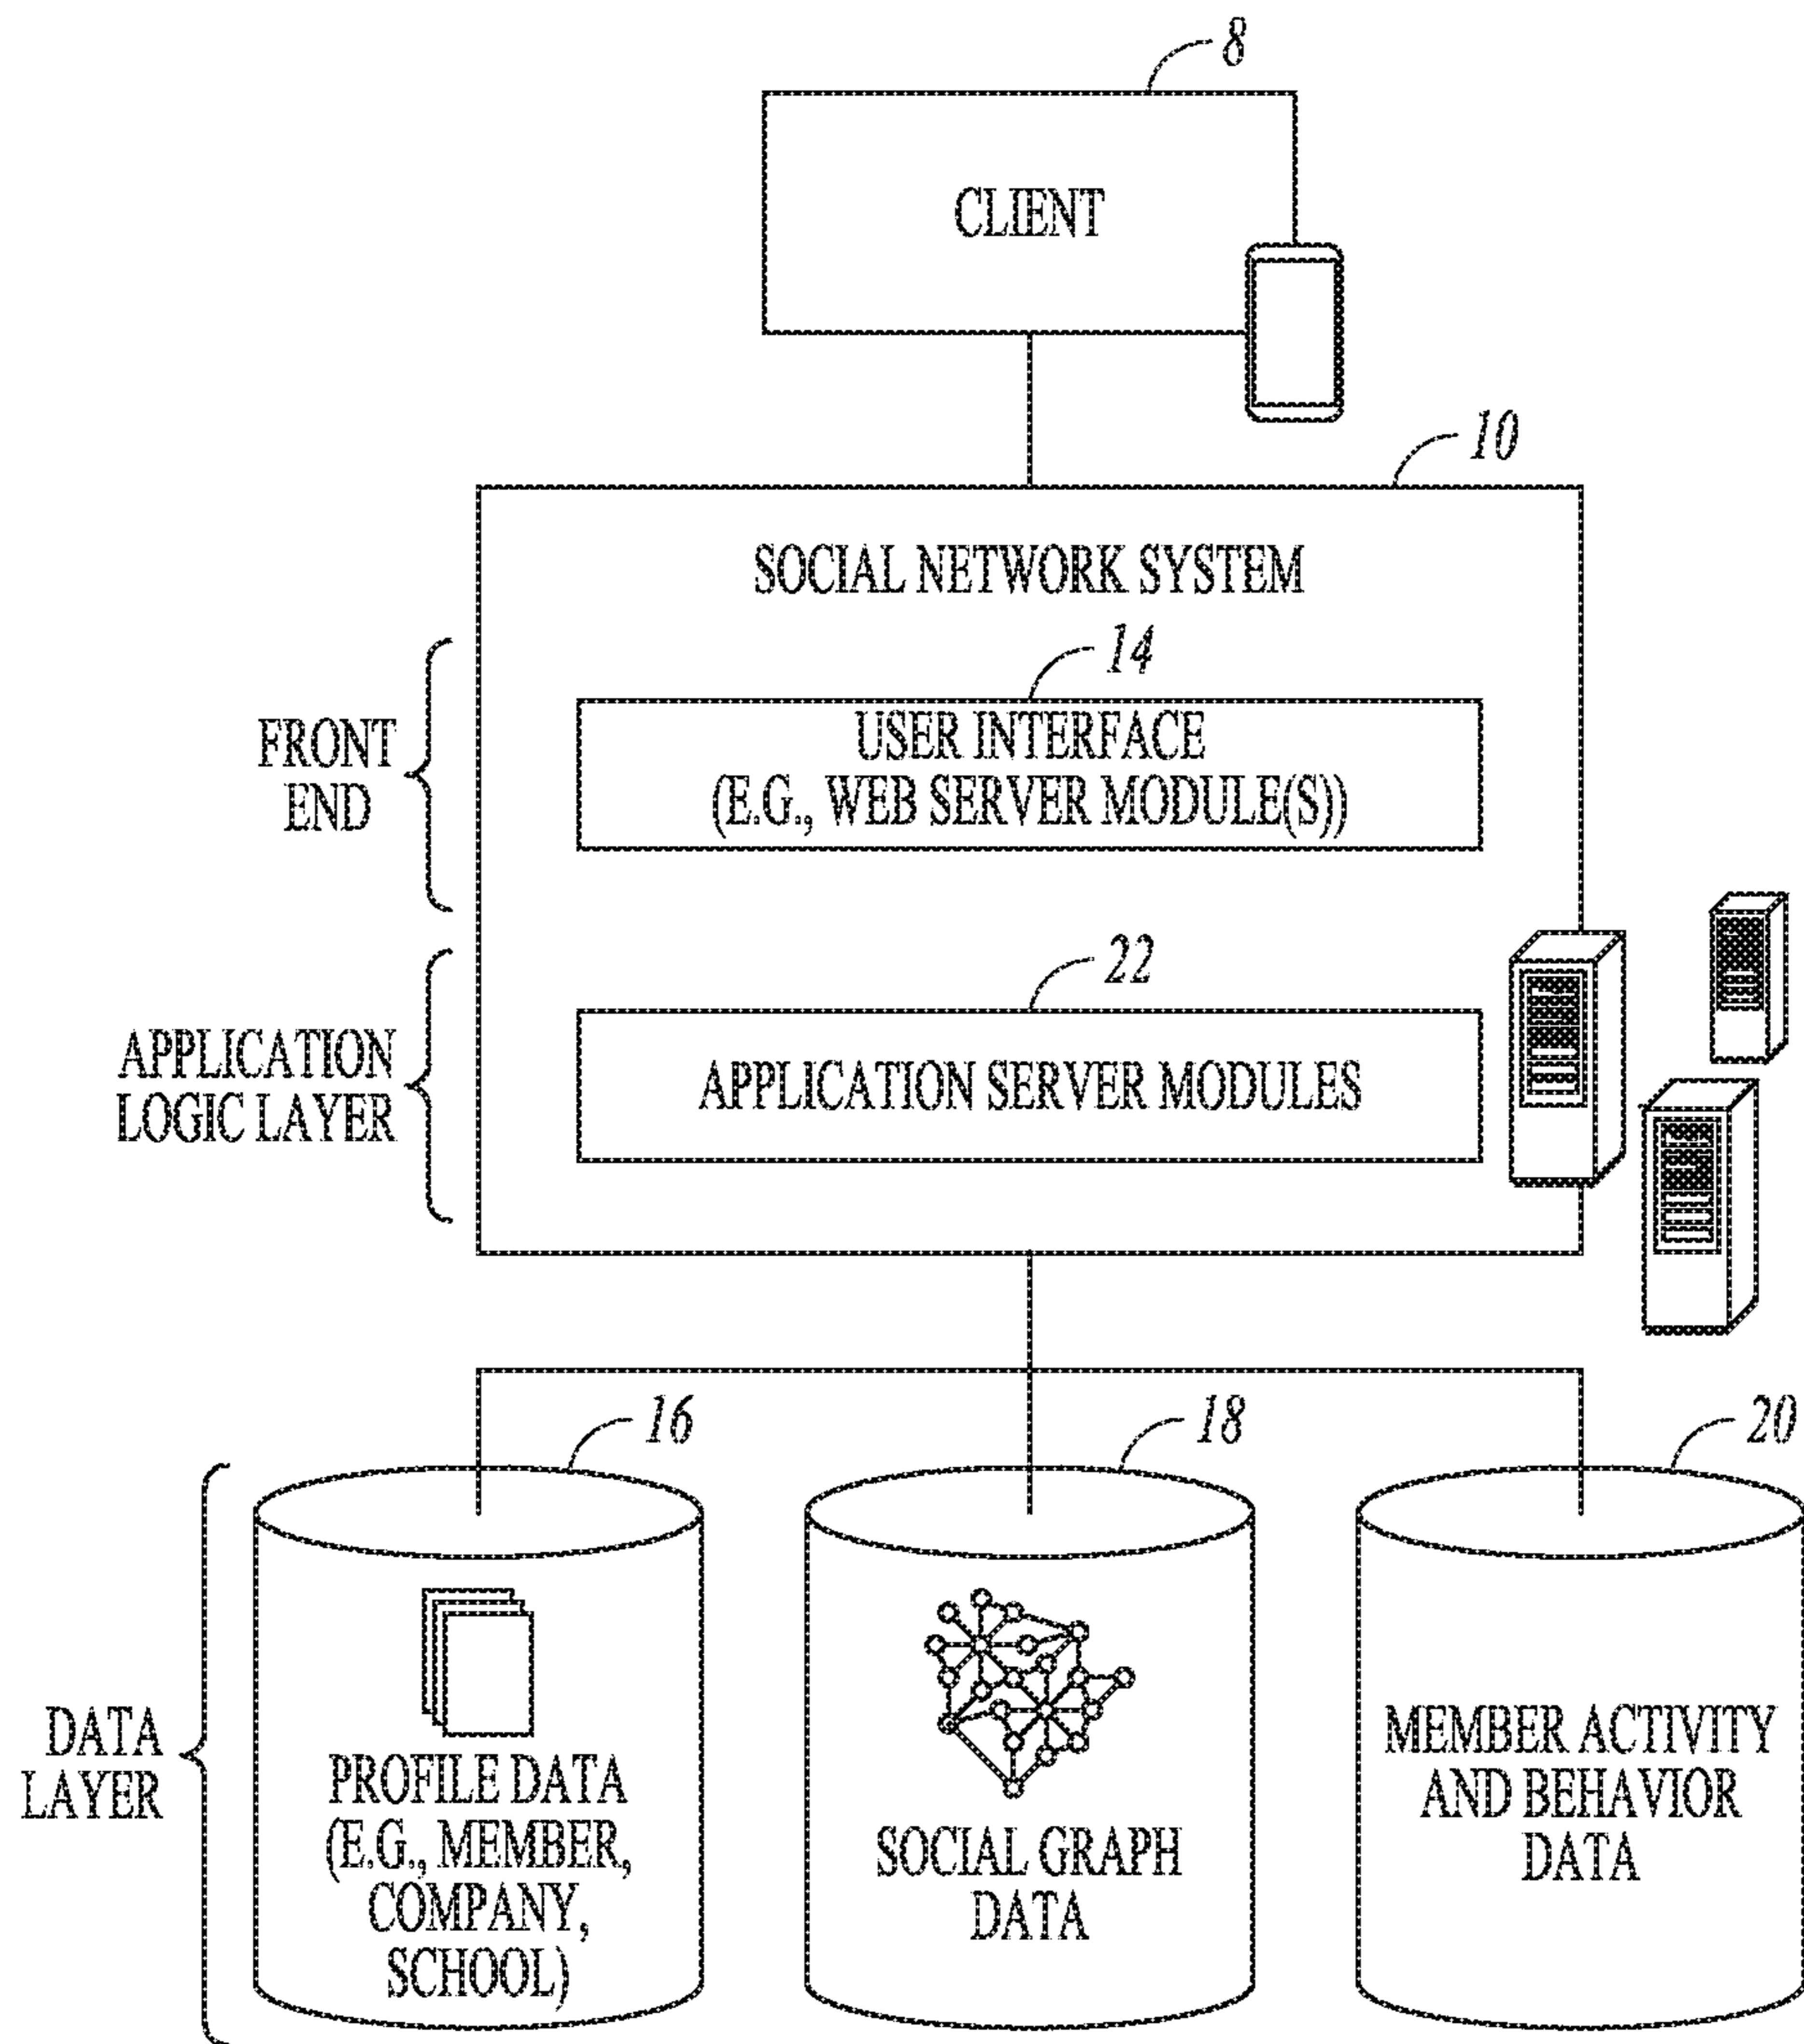 8
CLIENT
10
SOCIAL NETWORK SYSTEM
14
FRONT
END
USER INTERFACE
(E.G., WEB SERVER MODULE(S))
22
APPLICATION
LOGIC LAYER
APPLICATION SERVER MODULES
16
18
20
DATA
LAYER
PROFILE DATA
(E.G., MEMBER,
COMPANY,
SCHOOL)
SOCIAL GRAPH
DATA
MEMBER ACTIVITY
AND BEHAVIOR
DATA